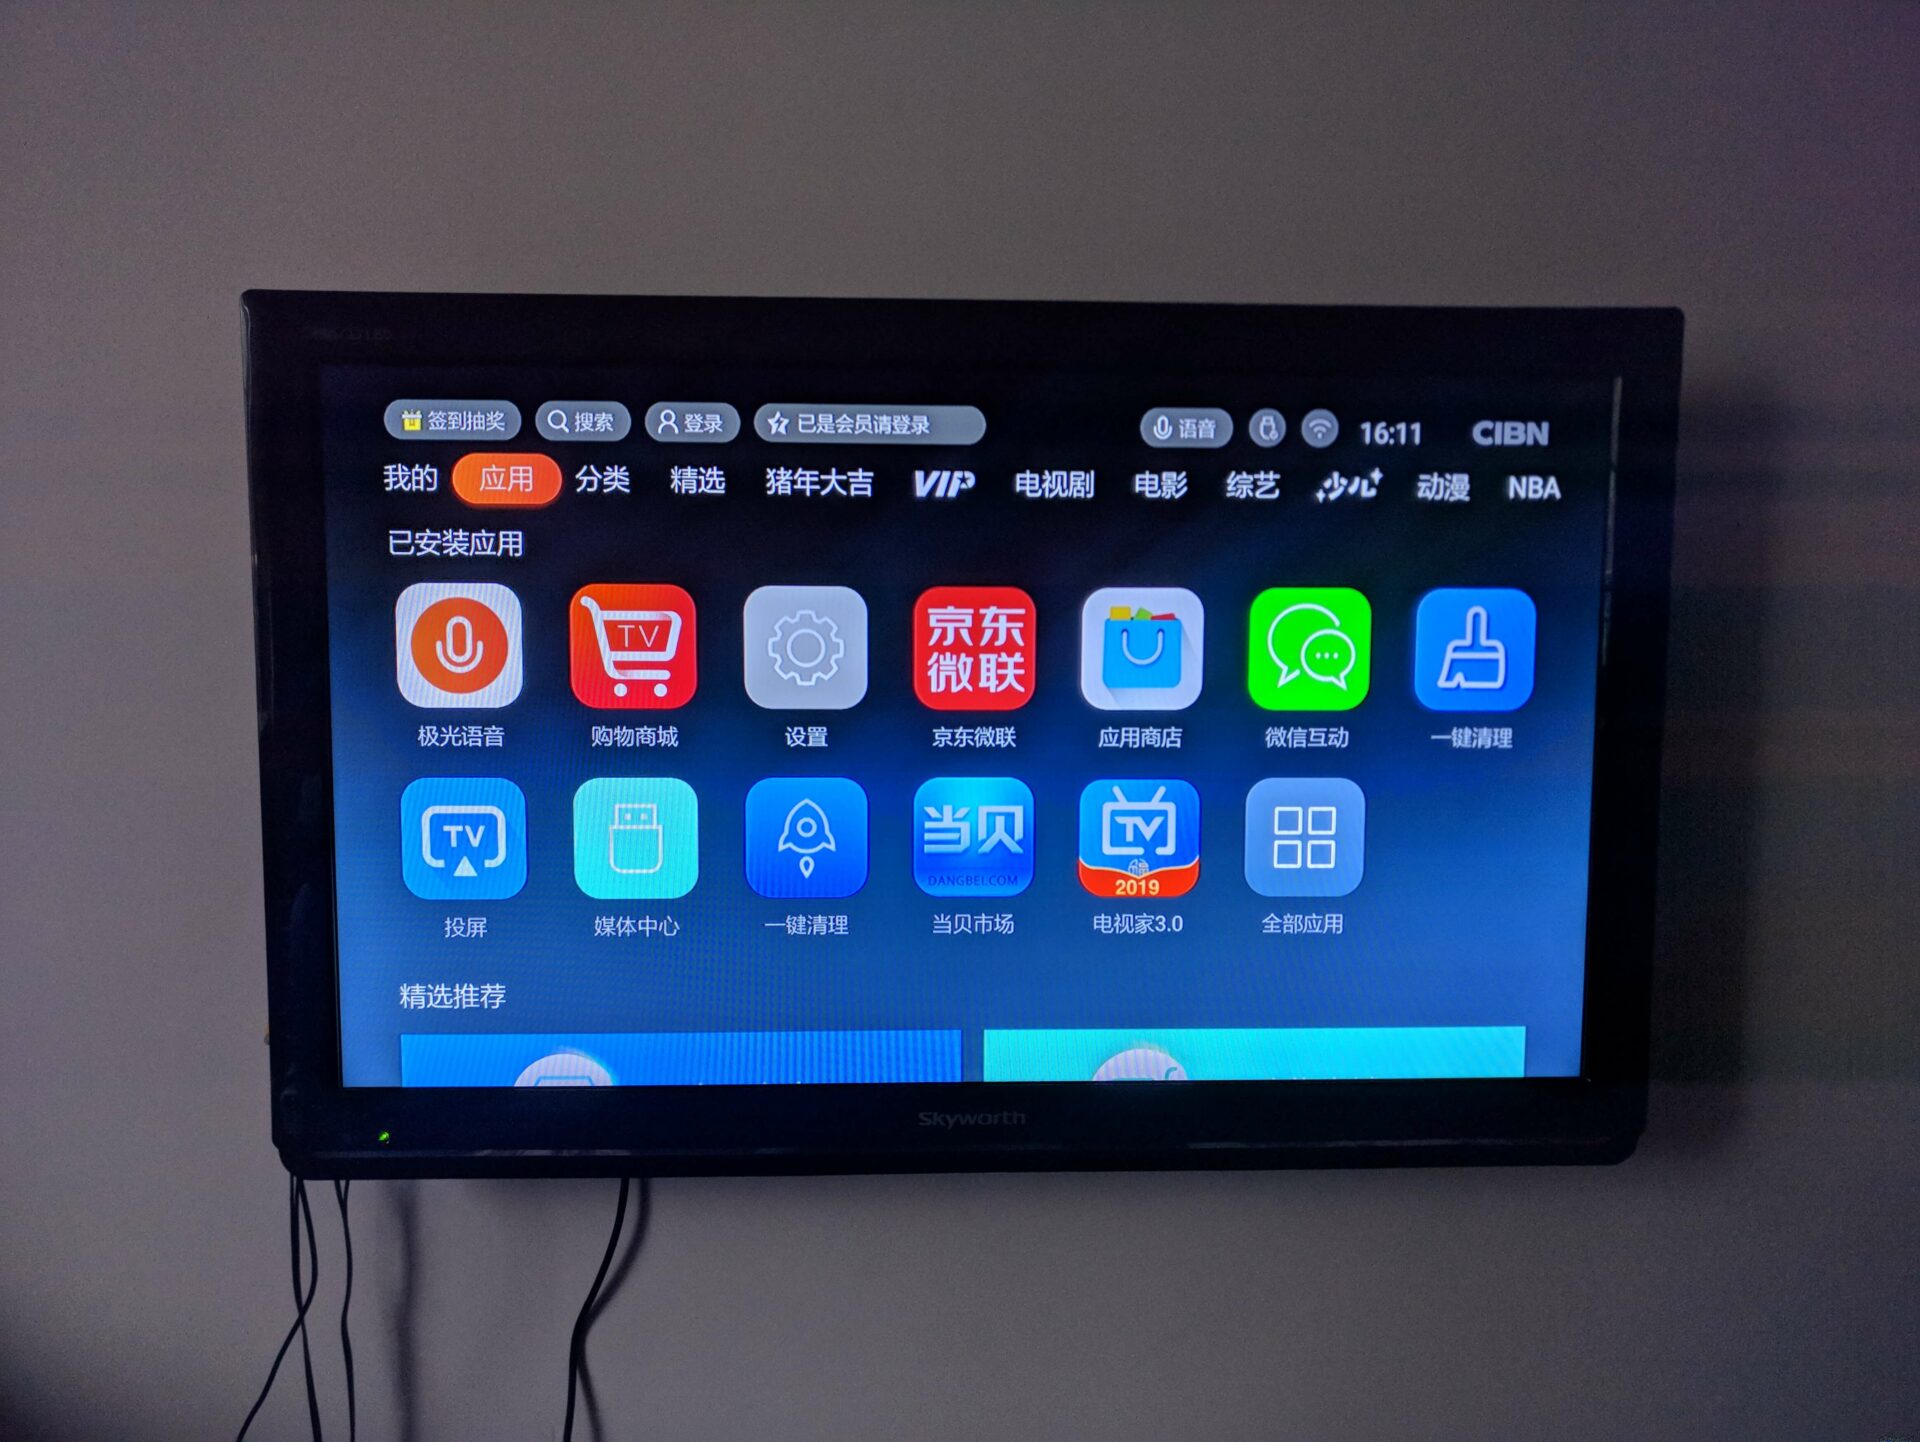 签到抽奖 搜索 登录 已是会员请登录 语音 16:11 CIBN
我的 应用 分类 精选 猪年大吉 VIP 电视剧 电影 综艺 少儿 动漫 NBA
已安装应用
TV 京东
微联
极光语音 购物商城 设置 京东微联 应用商店 微信互动 一键清理
TV 当贝 TV
DANGBEI.COM 福 2019
投屏 媒体中心 一键清理 当贝市场 电视家3.0 全部应用
精选推荐
Skyworth